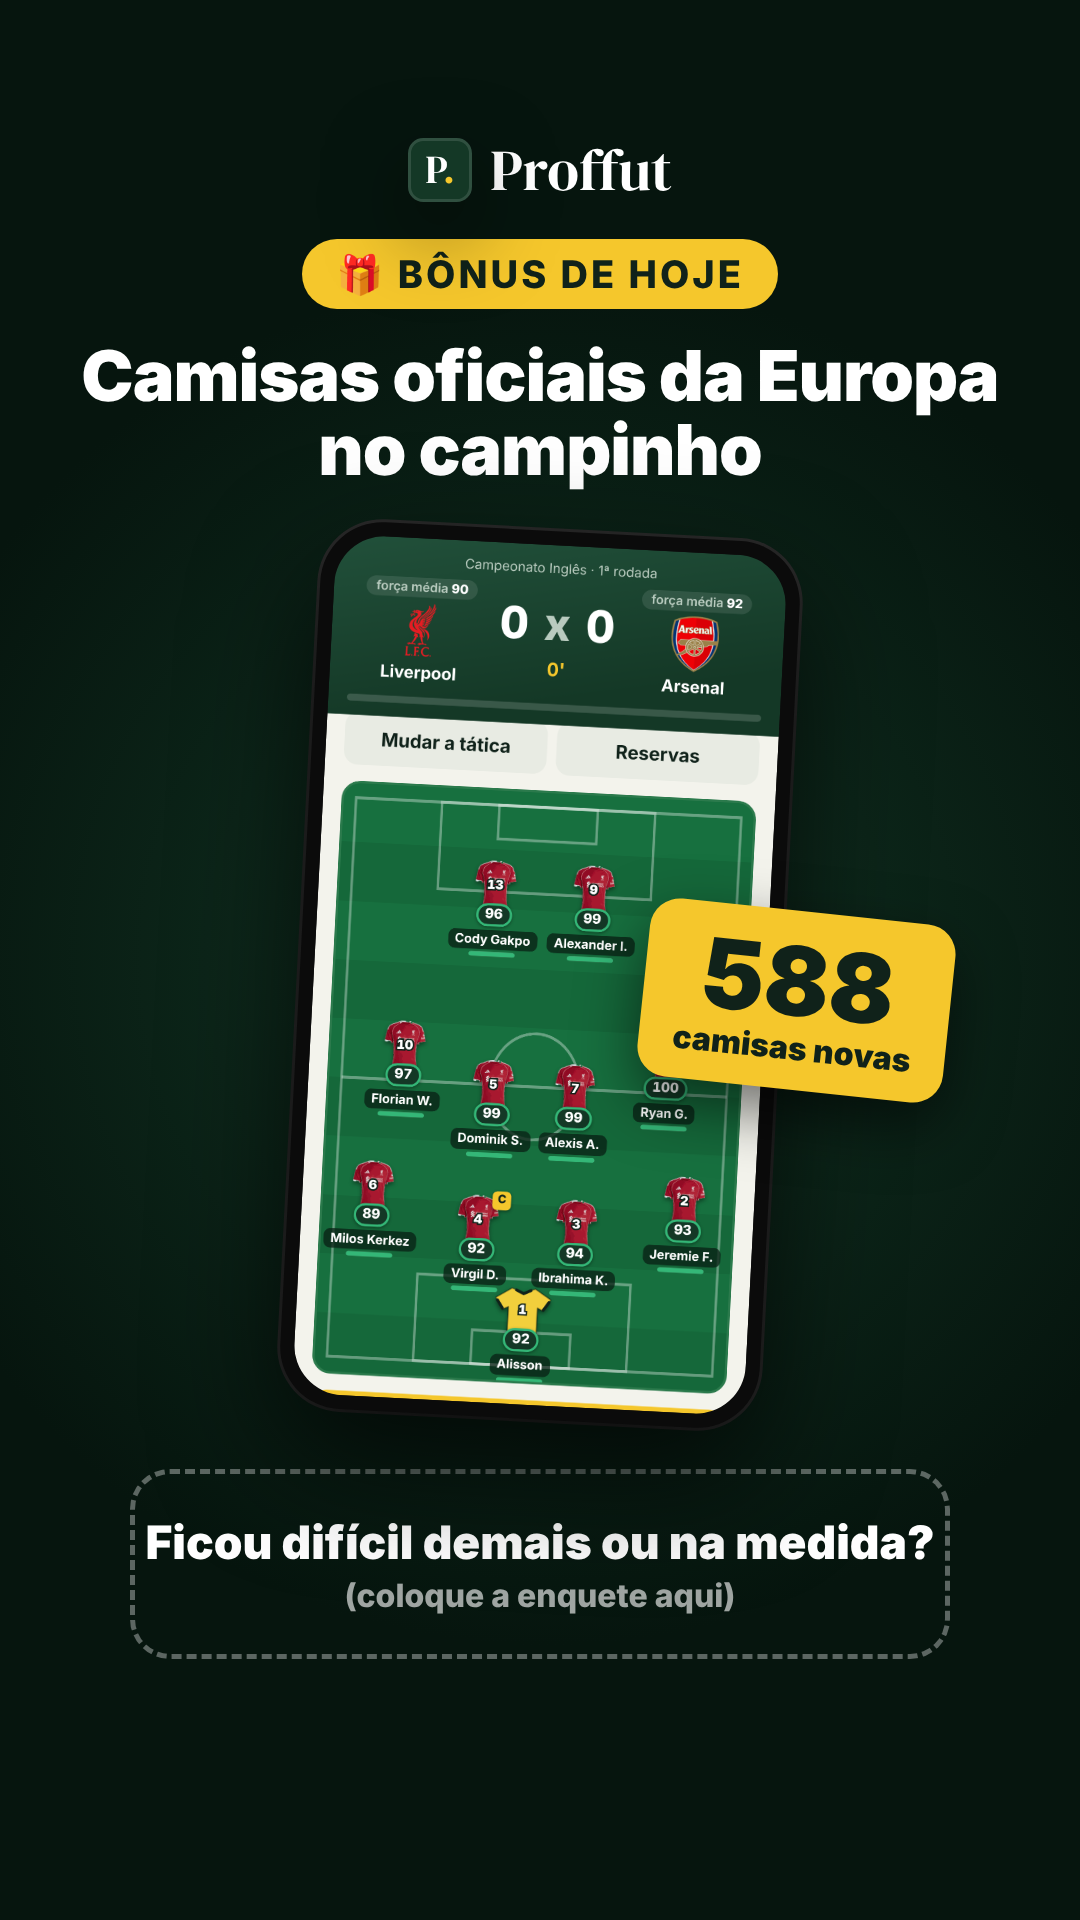 P.
Proffut
BÔNUS DE HOJE
Camisas oficiais da Europa
no campinho
Campeonato Inglês · 1ª rodada
força média 90
força média 92
0 x 0
0'
L.F.C.
Arsenal
Liverpool
Arsenal
Mudar a tática
Reservas
13
96
Cody Gakpo
9
99
Alexander I.
588
camisas novas
10
97
Florian W.
5
99
Dominik S.
7
99
Alexis A.
100
Ryan G.
6
89
Milos Kerkez
C
4
92
Virgil D.
3
94
Ibrahima K.
2
93
Jeremie F.
1
92
Alisson
Ficou difícil demais ou na medida?
(coloque a enquete aqui)